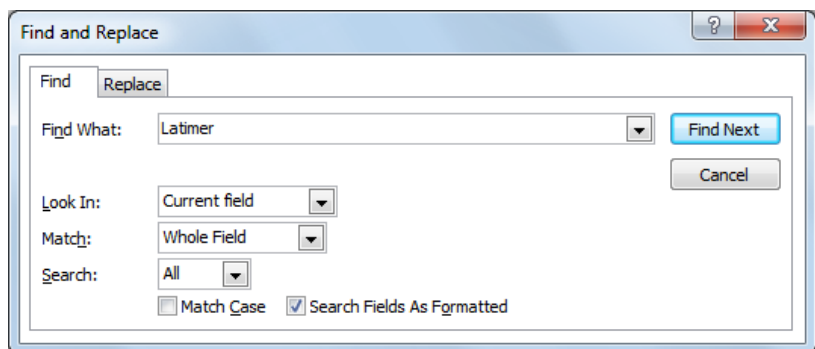 Find and Replace
Find Replace
Find What: Latimer Find Next
Cancel
Look In: Current field
Match: Whole Field
Search: All
Match Case Search Fields As Formatted